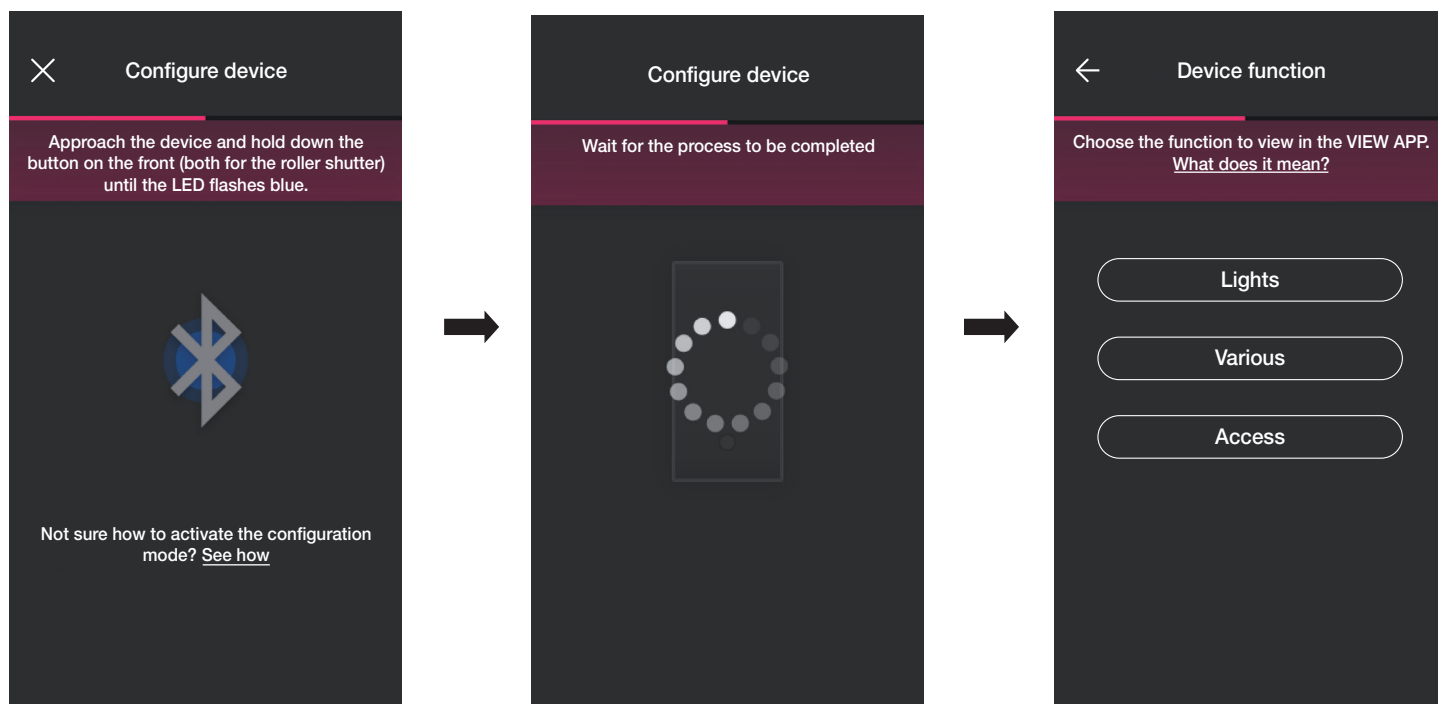 Configure device
Approach the device and hold down the
button on the front (both for the roller shutter)
until the LED flashes blue.
Not sure how to activate the configuration
mode? See how
Configure device
Wait for the process to be completed
Device function
Choose the function to view in the VIEW APP.
What does it mean?
Lights
Various
Access